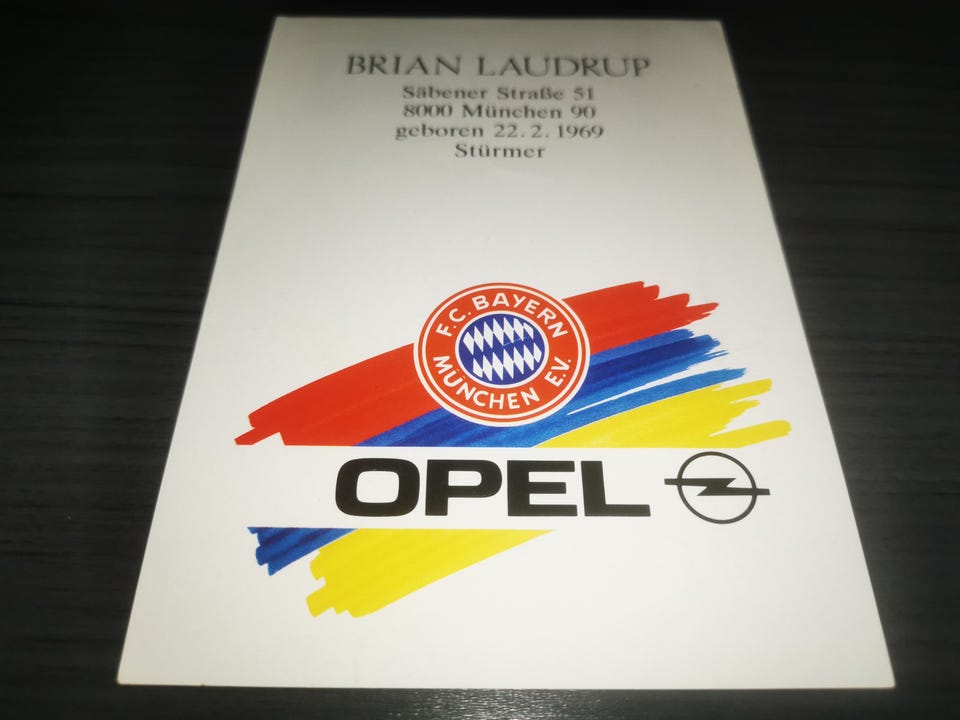 BRIAN LAUDRUP
Säbener Straße 51
8000 München 90
geboren 22.2.1969
Stürmer
F.C. BAYERN
MÜNCHEN E.V.
OPEL